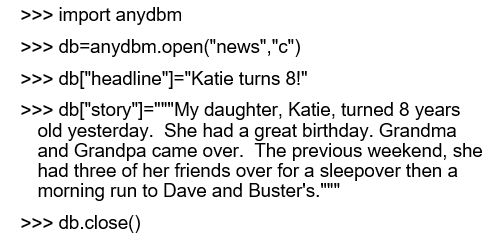 >>> import anydbm
>>> db=anydbm.open("news","c")
>>> db["headline"]="Katie turns 8!"
>>> db["story"]="""My daughter, Katie, turned 8 years
old yesterday.  She had a great birthday. Grandma
and Grandpa came over.  The previous weekend, she
had three of her friends over for a sleepover then a
morning run to Dave and Buster's."""
>>> db.close()